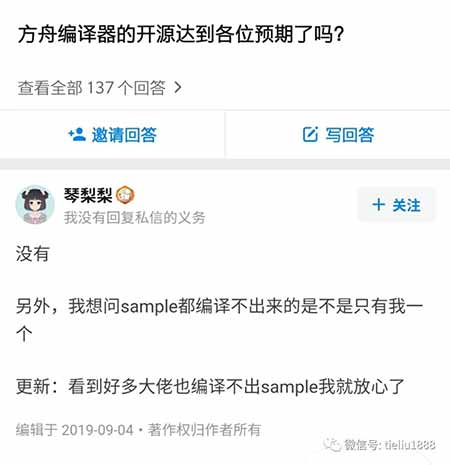 方舟编译器的开源达到各位预期了吗？
查看全部 137 个回答 >
邀请回答
写回答
琴梨梨
我没有回复私信的义务
+ 关注
没有
另外，我想问sample都编译不出来的是不是只有我一
个
更新：看到好多大佬也编译不出sample我就放心了
编辑于 2019-09-04・著作权归作者所有
微信号: tieliu1888